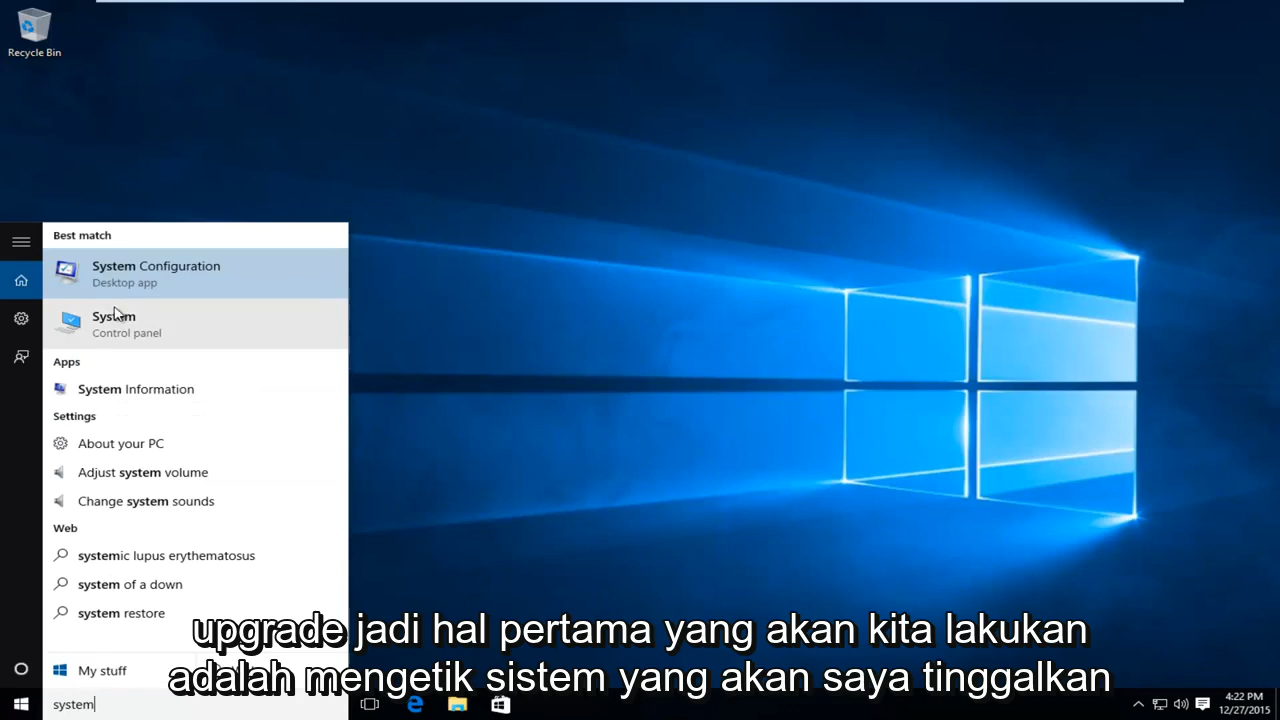 Recycle Bin
Best match
System Configuration
Desktop app
System
Control panel
Apps
System Information
Settings
About your PC
Adjust system volume
Change system sounds
Web
systemic lupus erythematosus
system of a down
system restore
upgrade jadi hal pertama yang akan kita lakukan
adalah mengetik sistem yang akan saya tinggalkan
My stuff
system
4:22 PM
12/27/2015